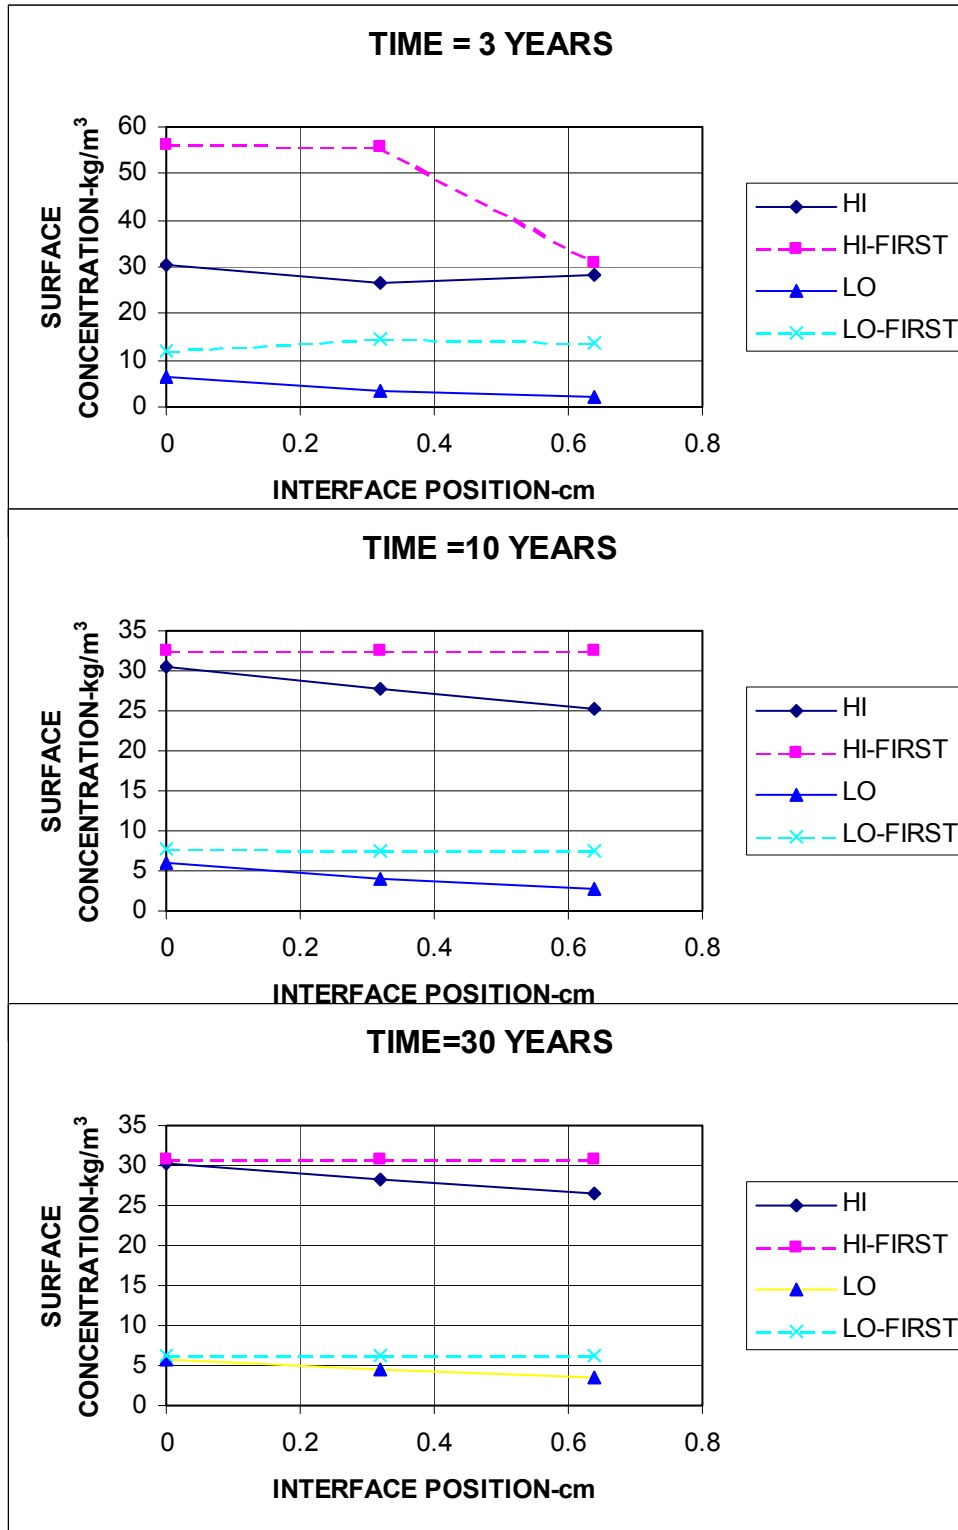 TIME = 3 YEARS
SURFACE
CONCENTRATION-kg/m³
60
50
40
30
20
10
0
0 0.2 0.4 0.6 0.8
INTERFACE POSITION-cm
HI
HI-FIRST
LO
LO-FIRST
TIME =10 YEARS
SURFACE
CONCENTRATION-kg/m³
35
30
25
20
15
10
5
0
0 0.2 0.4 0.6 0.8
INTERFACE POSITION-cm
HI
HI-FIRST
LO
LO-FIRST
TIME=30 YEARS
SURFACE
CONCENTRATION-kg/m³
35
30
25
20
15
10
5
0
0 0.2 0.4 0.6 0.8
INTERFACE POSITION-cm
HI
HI-FIRST
LO
LO-FIRST